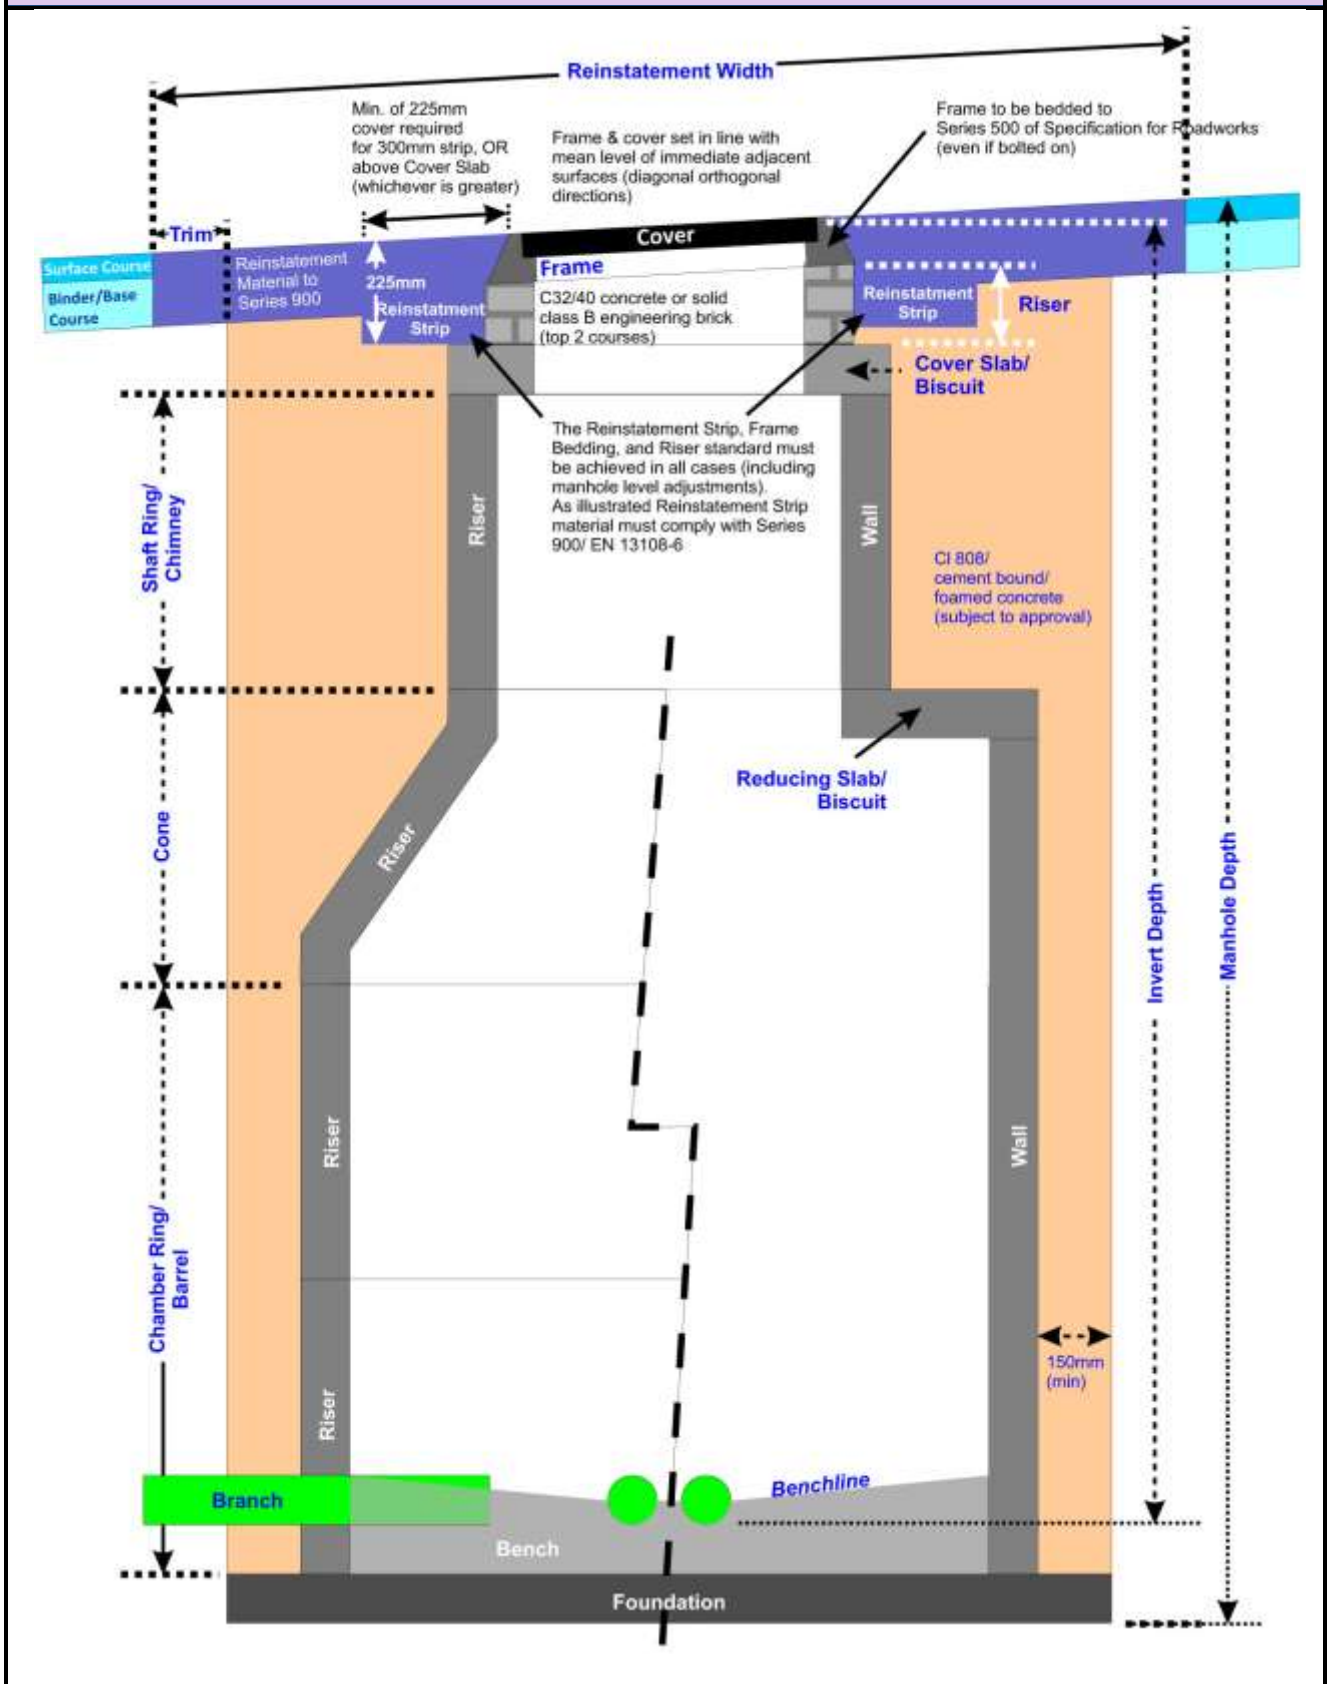 Reinstatement Width
Min. of 225mm
cover required
for 300mm strip, OR
above Cover Slab
(whichever is greater)
Frame & cover set in line with
mean level of immediate adjacent
surfaces (diagonal orthogonal
directions)
Frame to be bedded to
Series 500 of Specification for Roadworks
(even if bolted on)
Trim
Cover
Surface Course
Binder/Base
Course
Reinstatement
Material to
Series 900
225mm
Reinstatment
Strip
Frame
C32/40 concrete or solid
class B engineering brick
(top 2 courses)
Reinstatment
Strip
Riser
Cover Slab/
Biscuit
The Reinstatement Strip, Frame
Bedding, and Riser standard must
be achieved in all cases (including
manhole level adjustments).
As illustrated Reinstatement Strip
material must comply with Series
900/ EN 13108-6
Shaft Ring/
Chimney
Riser
Wall
Cl 808/
cement bound/
foamed concrete
(subject to approval)
Reducing Slab/
Biscuit
Cone
Riser
Invert Depth
Manhole Depth
Chamber Ring/
Barrel
Riser
Wall
150mm
(min)
Riser
Branch
Benchline
Bench
Foundation